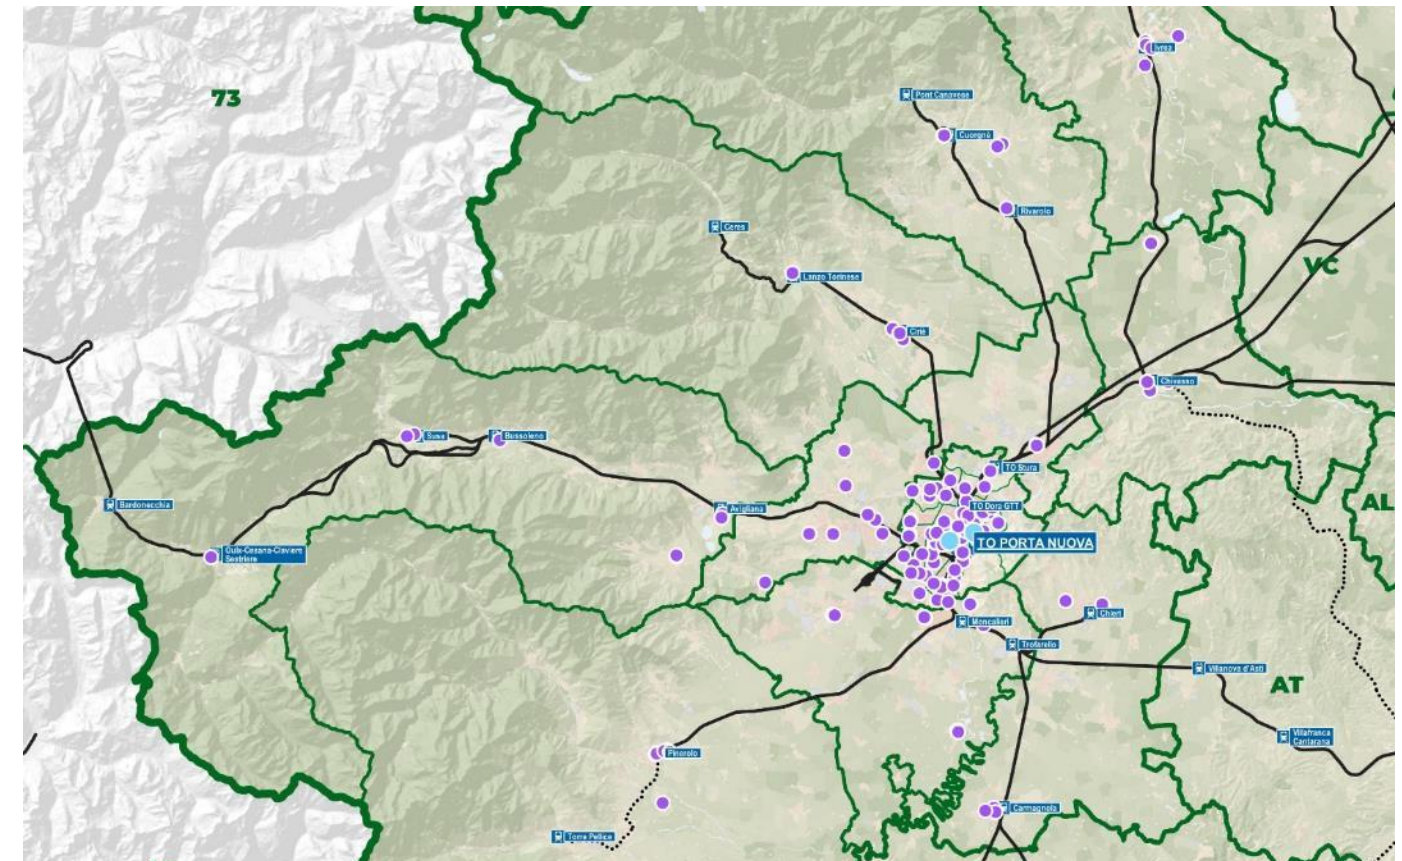 73
Ivrea
Pont Canavese
Cuorgnè
Rivarolo
Ceres
VC
Lanzo Torinese
Ciriè
Chivasso
Susa
Bussoleno
TO Stura
Bardonecchia
Avigliana
TO Dora GTT
AL
TO PORTA NUOVA
Oulx-Cesana-Claviere
Sestriere
Chieri
Moncalieri
Trofarello
Villanova d'Asti
AT
Villafranca
Cantarana
Pinerolo
Carmagnola
Torre Pellice